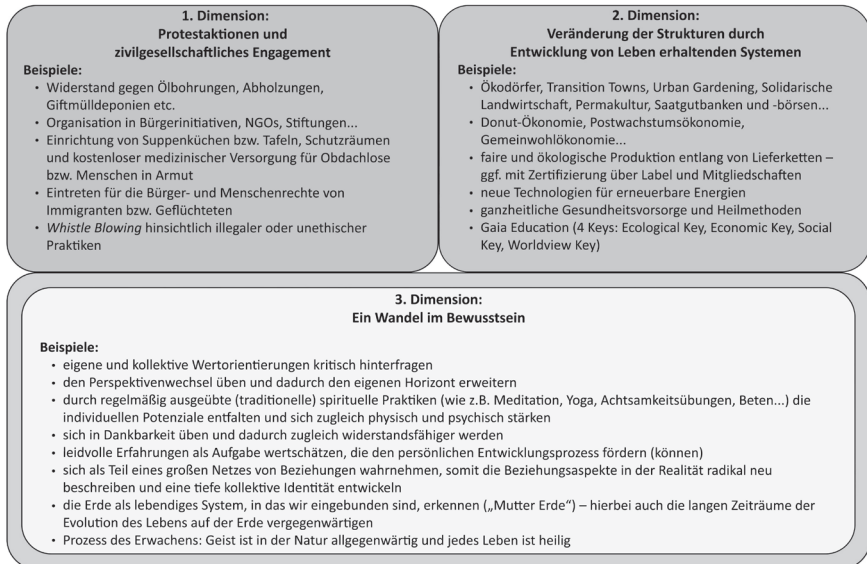 1. Dimension:
Protestaktionen und
zivilgesellschaftliches Engagement
Beispiele:
• Widerstand gegen Ölbohrungen, Abholzungen,
Giftmülldeponien etc.
• Organisation in Bürgerinitiativen, NGOs, Stiftungen...
• Einrichtung von Suppenküchen bzw. Tafeln, Schutzräumen
und kostenloser medizinischer Versorgung für Obdachlose
bzw. Menschen in Armut
• Eintreten für die Bürger- und Menschenrechte von
Immigranten bzw. Geflüchteten
• Whistle Blowing hinsichtlich illegaler oder unethischer
Praktiken
2. Dimension:
Veränderung der Strukturen durch
Entwicklung von Leben erhaltenden Systemen
Beispiele:
• Ökodörfer, Transition Towns, Urban Gardening, Solidarische
Landwirtschaft, Permakultur, Saatgutbanken und -börsen...
• Donut-Ökonomie, Postwachstumsökonomie,
Gemeinwohlökonomie...
• faire und ökologische Produktion entlang von Lieferketten –
ggf. mit Zertifizierung über Label und Mitgliedschaften
• neue Technologien für erneuerbare Energien
• ganzheitliche Gesundheitsvorsorge und Heilmethoden
• Gaia Education (4 Keys: Ecological Key, Economic Key, Social
Key, Worldview Key)
3. Dimension:
Ein Wandel im Bewusstsein
Beispiele:
• eigene und kollektive Wertorientierungen kritisch hinterfragen
• den Perspektivenwechsel üben und dadurch den eigenen Horizont erweitern
• durch regelmäßig ausgeübte (traditionelle) spirituelle Praktiken (wie z.B. Meditation, Yoga, Achtsamkeitsübungen, Beten...) die
individuellen Potenziale entfalten und sich zugleich physisch und psychisch stärken
• sich in Dankbarkeit üben und dadurch zugleich widerstandsfähiger werden
• leidvolle Erfahrungen als Aufgabe wertschätzen, die den persönlichen Entwicklungsprozess fördern (können)
• sich als Teil eines großen Netzes von Beziehungen wahrnehmen, somit die Beziehungsaspekte in der Realität radikal neu
beschreiben und eine tiefe kollektive Identität entwickeln
• die Erde als lebendiges System, in das wir eingebunden sind, erkennen („Mutter Erde“) – hierbei auch die langen Zeiträume der
Evolution des Lebens auf der Erde vergegenwärtigen
• Prozess des Erwachens: Geist ist in der Natur allgegenwärtig und jedes Leben ist heilig